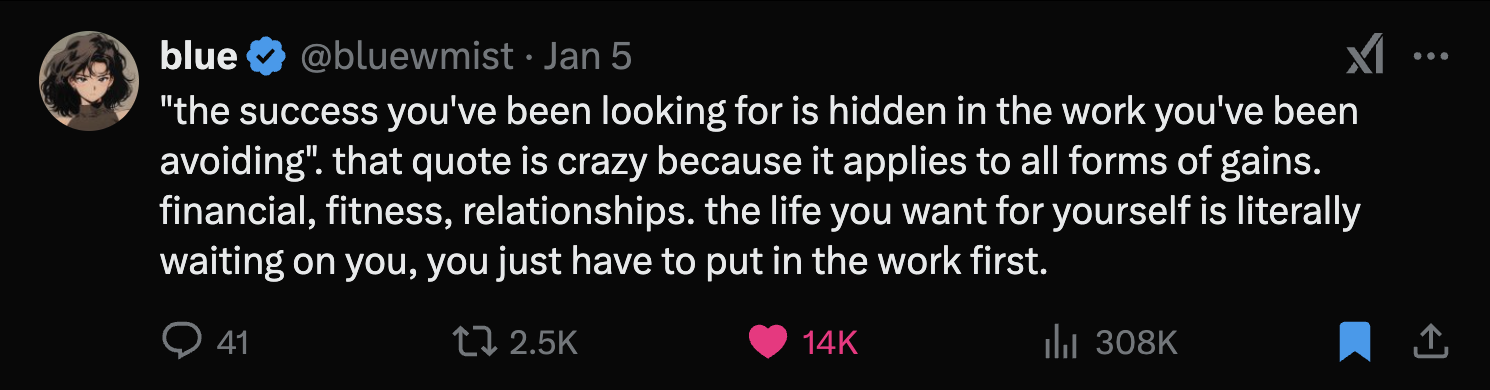 blue @bluewmist · Jan 5
"the success you've been looking for is hidden in the work you've been
avoiding". that quote is crazy because it applies to all forms of gains.
financial, fitness, relationships. the life you want for yourself is literally
waiting on you, you just have to put in the work first.
41 2.5K 14K 308K